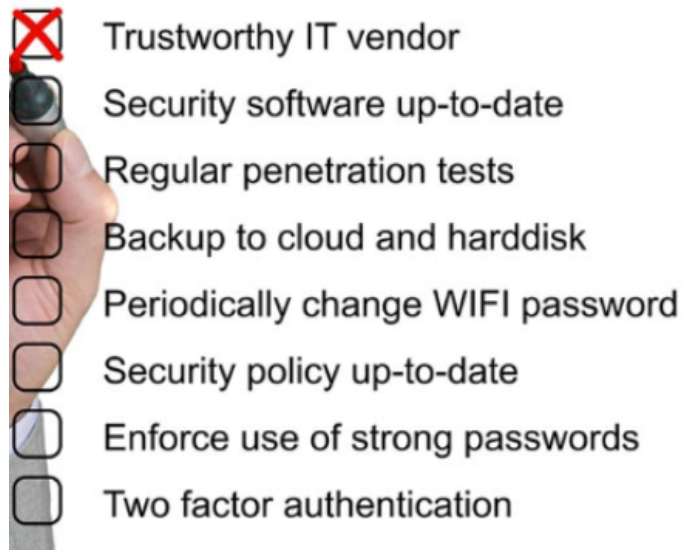 Trustworthy IT vendor
Security software up-to-date
Regular penetration tests
Backup to cloud and harddisk
Periodically change WIFI password
Security policy up-to-date
Enforce use of strong passwords
Two factor authentication